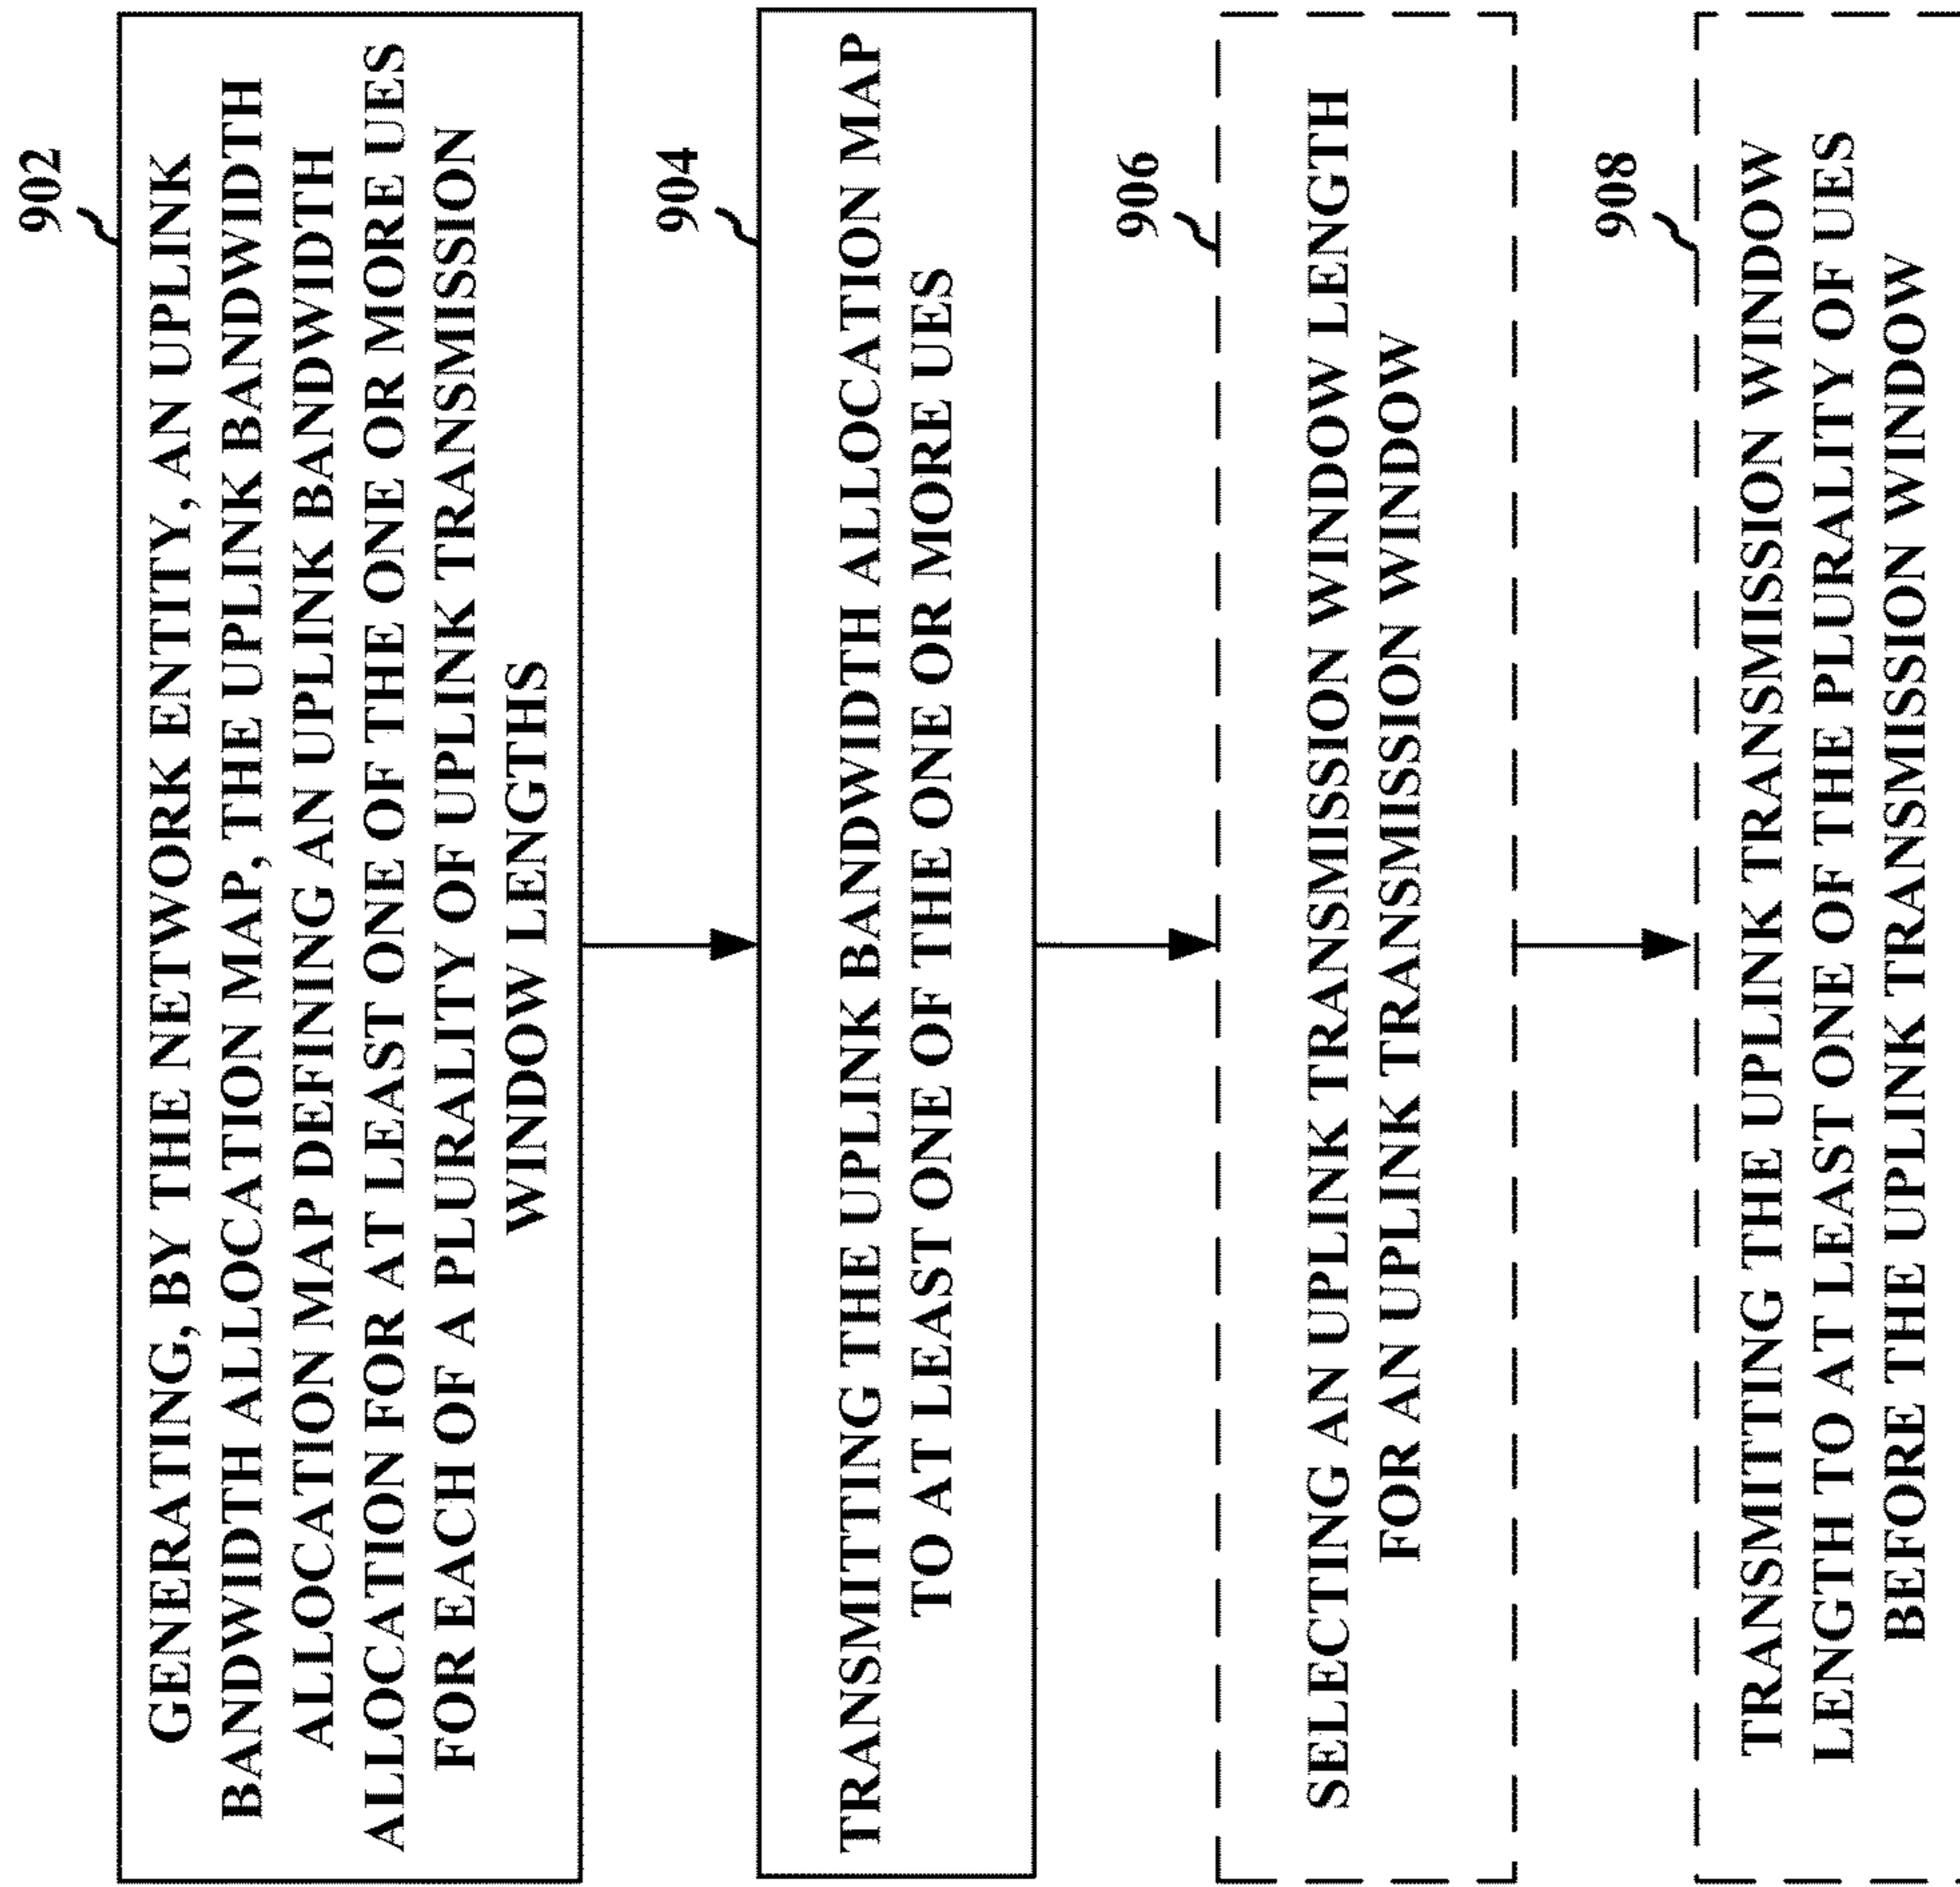 902
GENERATING, BY THE NETWORK ENTITY, AN UPLINK
BANDWIDTH ALLOCATION MAP, THE UPLINK BANDWIDTH
ALLOCATION MAP DEFINING AN UPLINK BANDWIDTH
ALLOCATION FOR AT LEAST ONE OF THE ONE OR MORE UES
FOR EACH OF A PLURALITY OF UPLINK TRANSMISSION
WINDOW LENGTHS
904
TRANSMITTING THE UPLINK BANDWIDTH ALLOCATION MAP
TO AT LEAST ONE OF THE ONE OR MORE UES
906
SELECTING AN UPLINK TRANSMISSION WINDOW LENGTH
FOR AN UPLINK TRANSMISSION WINDOW
908
TRANSMITTING THE UPLINK TRANSMISSION WINDOW
LENGTH TO AT LEAST ONE OF THE PLURALITY OF UES
BEFORE THE UPLINK TRANSMISSION WINDOW